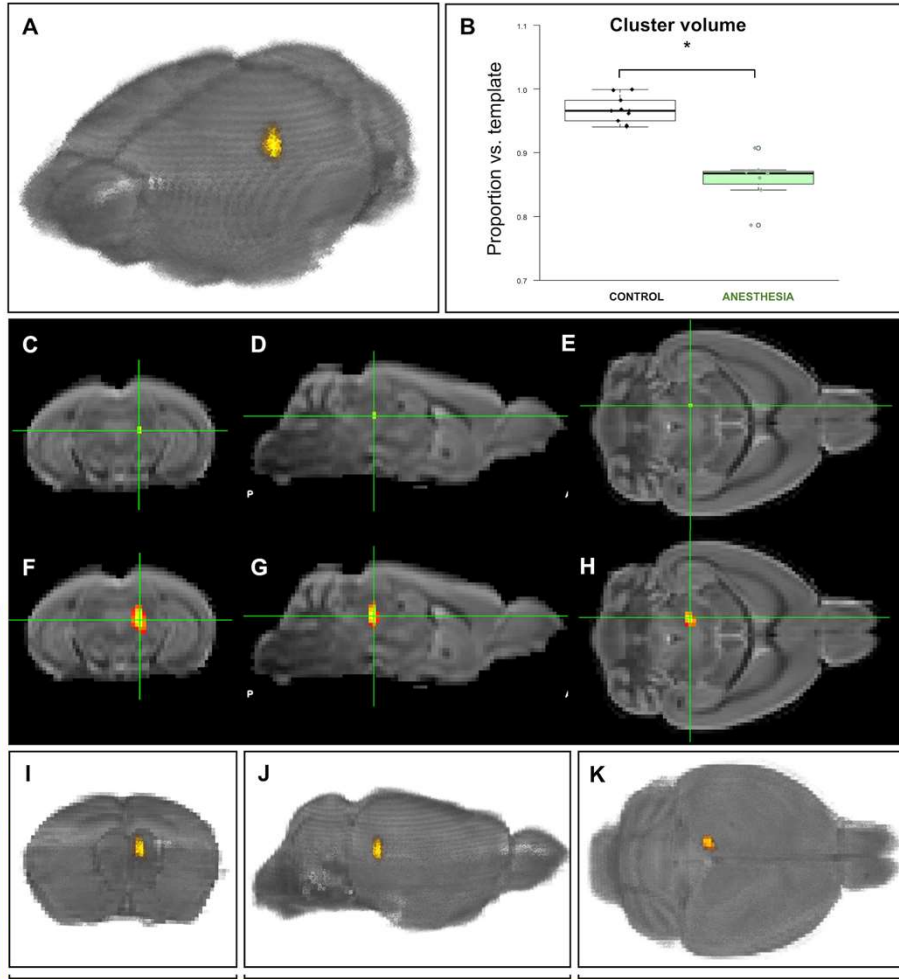 A
B
Cluster volume
*
Proportion vs. template
1.1
1.0
0.9
0.8
0.7
CONTROL
ANESTHESIA
C
D
E
P
A
F
G
H
P
A
I
J
K